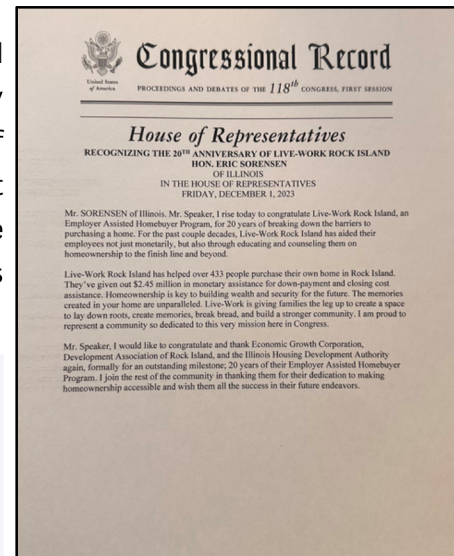 Congressional Record
United States
of America
PROCEEDINGS AND DEBATES OF THE 118th CONGRESS, FIRST SESSION
House of Representatives
RECOGNIZING THE 20TH ANNIVERSARY OF LIVE-WORK ROCK ISLAND
HON. ERIC SORENSEN
OF ILLINOIS
IN THE HOUSE OF REPRESENTATIVES
FRIDAY, DECEMBER 1, 2023
Mr. SORENSEN of Illinois. Mr. Speaker, I rise today to congratulate Live-Work Rock Island, an
Employer Assisted Homebuyer Program, for 20 years of breaking down the barriers to
purchasing a home. For the past couple decades, Live-Work Rock Island has aided their
employees not just monetarily, but also through educating and counseling them on
homeownership to the finish line and beyond.
Live-Work Rock Island has helped over 433 people purchase their own home in Rock Island.
They've given out $2.45 million in monetary assistance for down-payment and closing cost
assistance. Homeownership is key to building wealth and security for the future. The memories
created in your home are unparalleled. Live-Work is giving families the leg up to create a space
to lay down roots, create memories, break bread, and build a stronger community. I am proud to
represent a community so dedicated to this very mission here in Congress.
Mr. Speaker, I would like to congratulate and thank Economic Growth Corporation,
Development Association of Rock Island, and the Illinois Housing Development Authority
again, formally for an outstanding milestone; 20 years of their Employer Assisted Homebuyer
Program. I join the rest of the community in thanking them for their dedication to making
homeownership accessible and wish them all the success in their future endeavors.